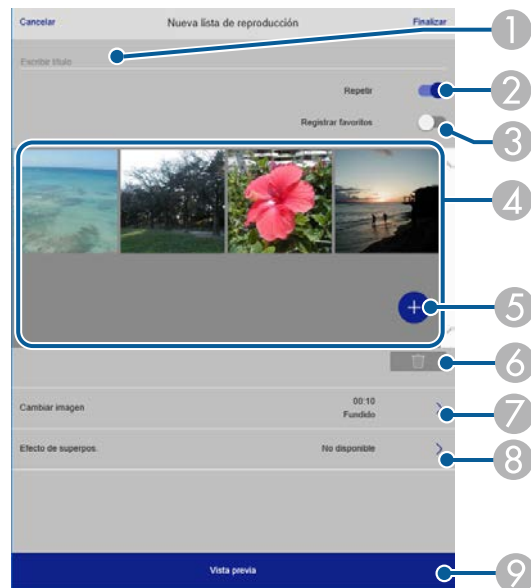 Cancelar Nueva lista de reproducción Finalizar
1
Escribir título
Repetir
2
Registrar favoritos
3
4
+
5
6
Cambiar imagen
00:10
Fundido
7
Efecto de superpos. No disponible
8
Vista previa
9